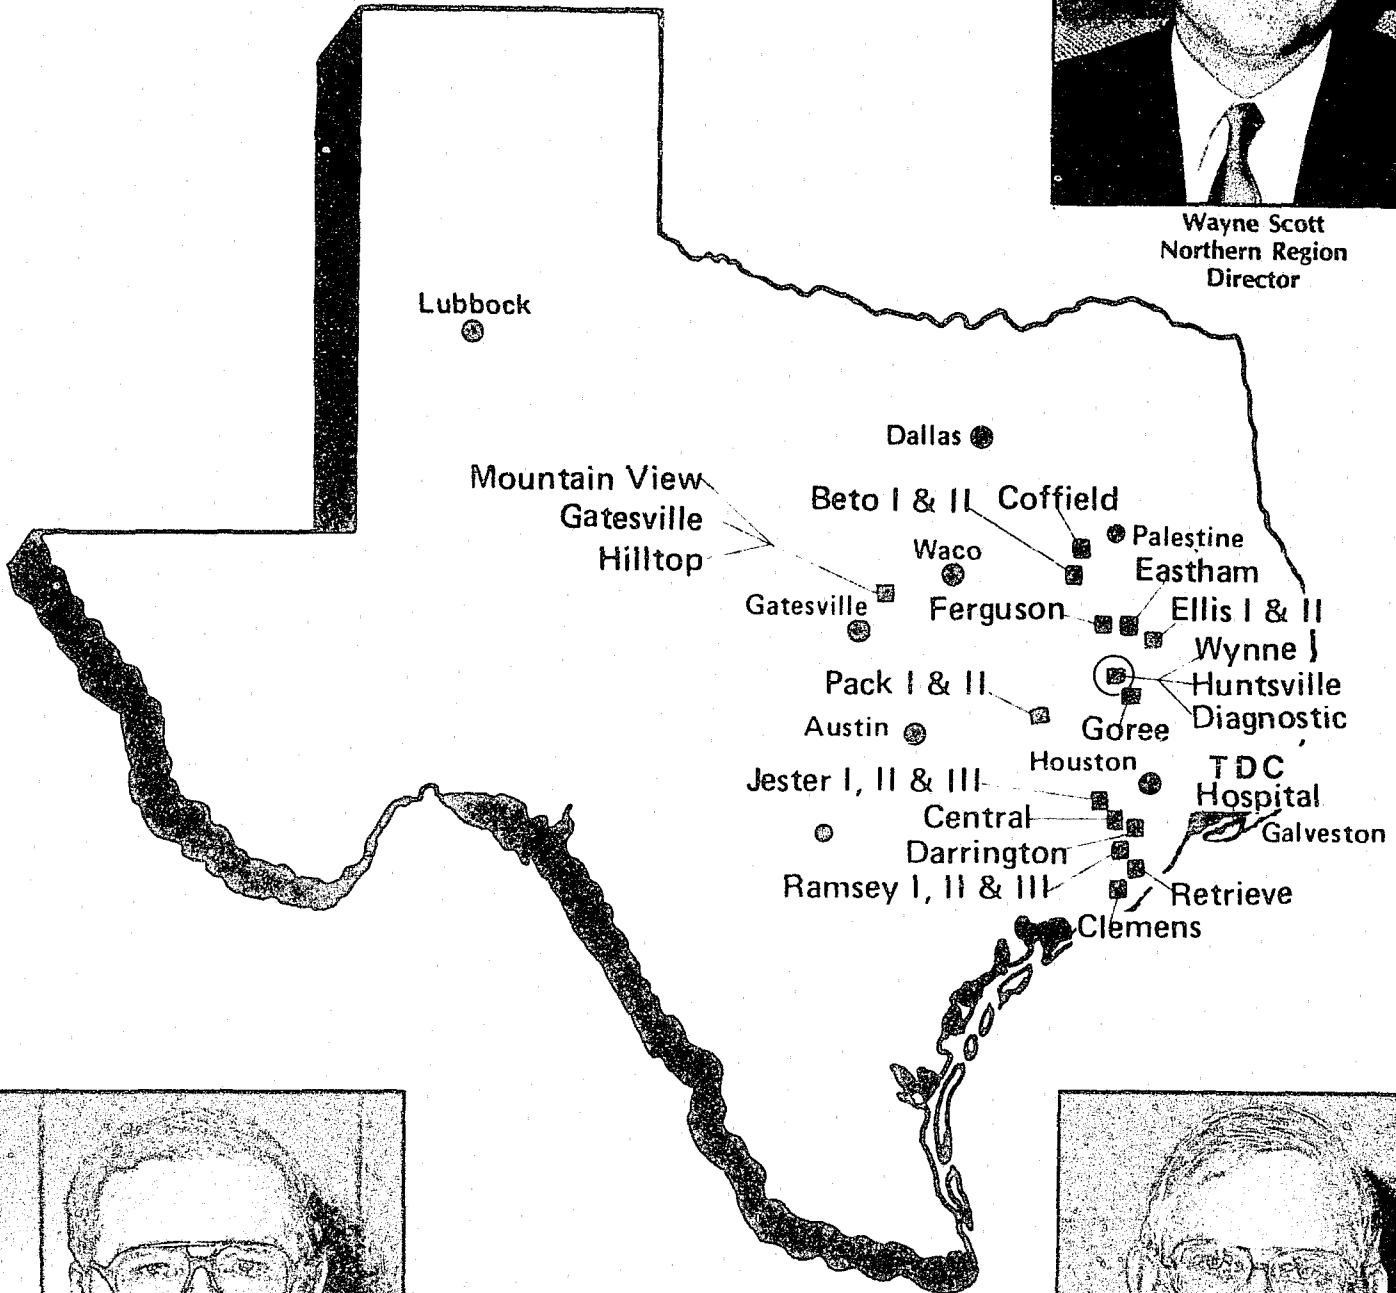 Wayne Scott
Northern Region
Director
Lubbock
Dallas
Mountain View
Gatesville
Hilltop
Beto I & II
Coffield
Palestine
Waco
Eastham
Gatesville
Ferguson
Ellis I & II
Wynne
Pack I & II
Huntsville
Diagnostic
Goree
Austin
Houston
TDC
Hospital
Jester I, II & III
Central
Galveston
Darrington
Ramsey I, II & III
Retrieve
Clemens